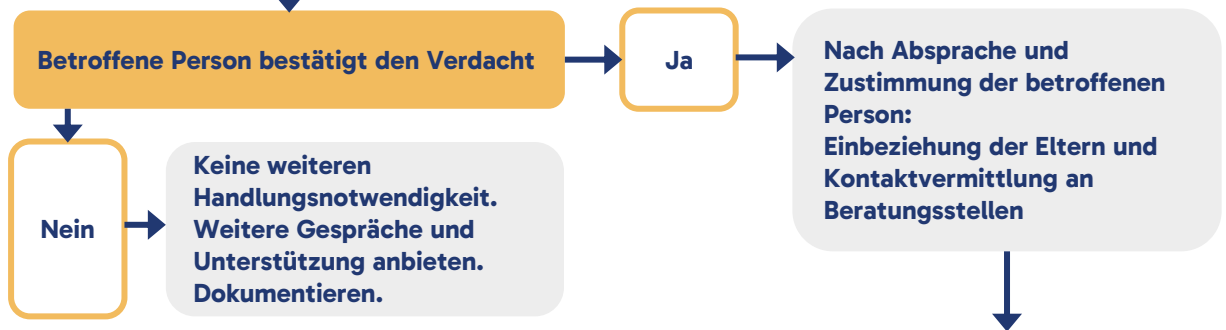 Betroffene Person bestätigt den Verdacht
Ja
Nach Absprache und
Zustimmung der betroffenen
Person:
Einbeziehung der Eltern und
Kontaktvermittlung an
Beratungsstellen
Nein
Keine weiteren
Handlungsnotwendigkeit.
Weitere Gespräche und
Unterstützung anbieten.
Dokumentieren.